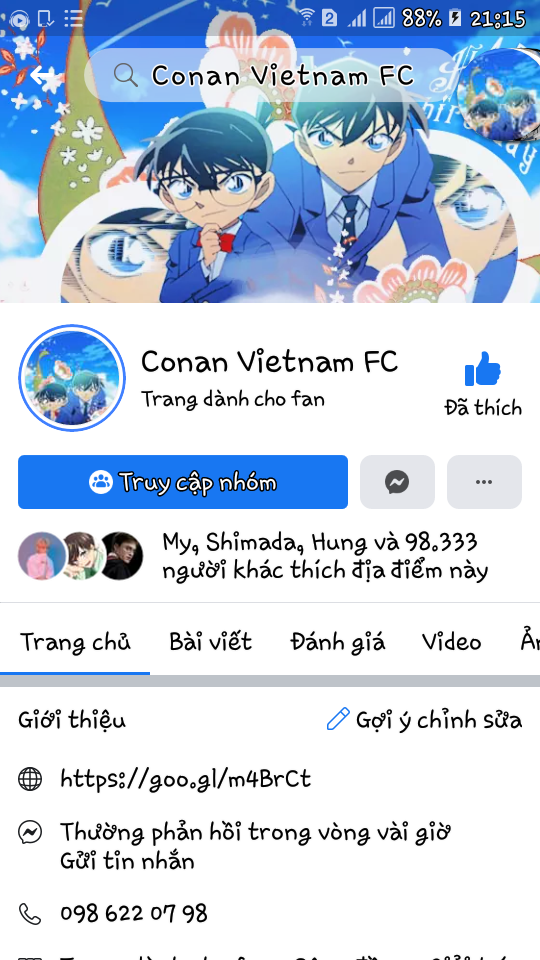 88% 21:15
Conan Vietnam FC
Conan Vietnam FC
Trang dành cho fan
Đã thích
Truy cập nhóm
My, Shimada, Hung và 98.333
người khác thích địa điểm này
Trang chủ Bài viết Đánh giá Video
Giới thiệu
Gợi ý chỉnh sửa
https://goo.gl/m4BrCt
Thường phản hồi trong vòng vài giờ
Gửi tin nhắn
098 622 07 98